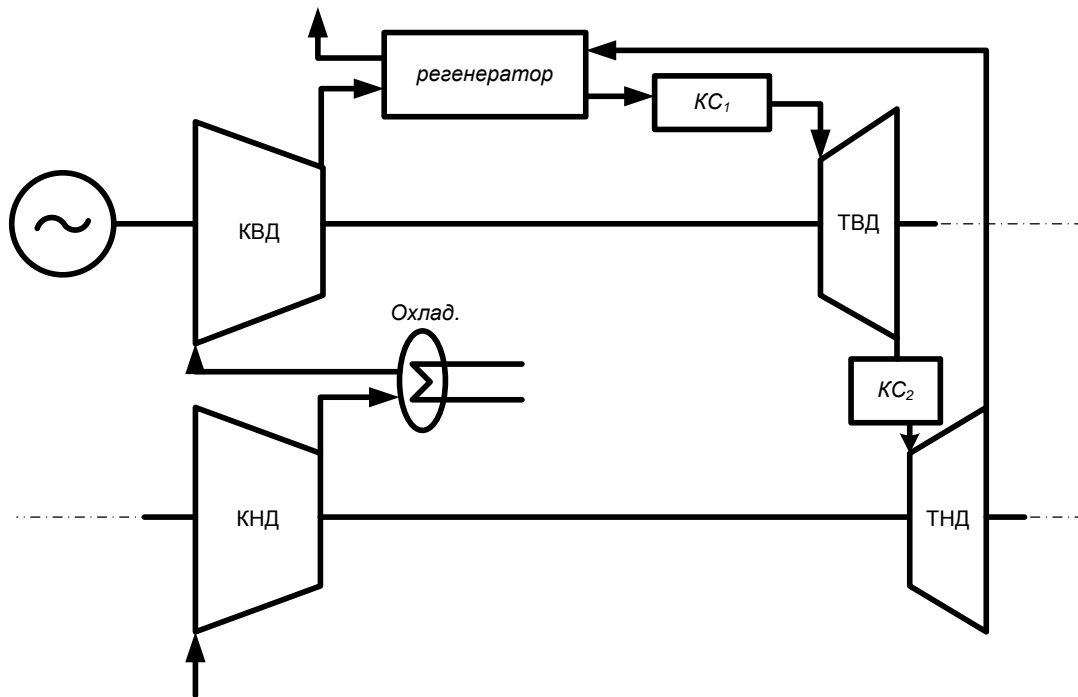 регенератор
КС₁
КВД
ТВД
Охлад.
КС₂
КНД
ТНД